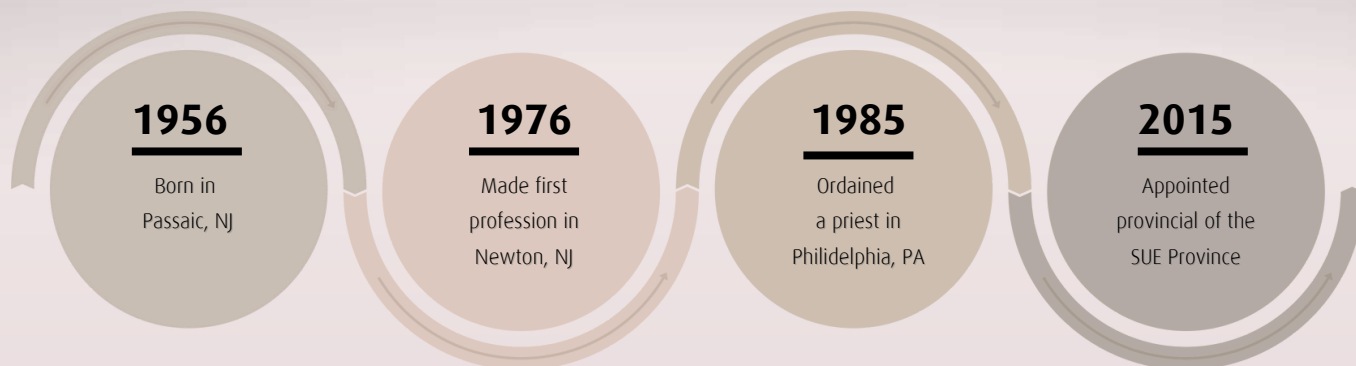 1956
Born in
Passaic, NJ
1976
Made first
profession in
Newton, NJ
1985
Ordained
a priest in
Philidelphia, PA
2015
Appointed
provincial of the
SUE Province